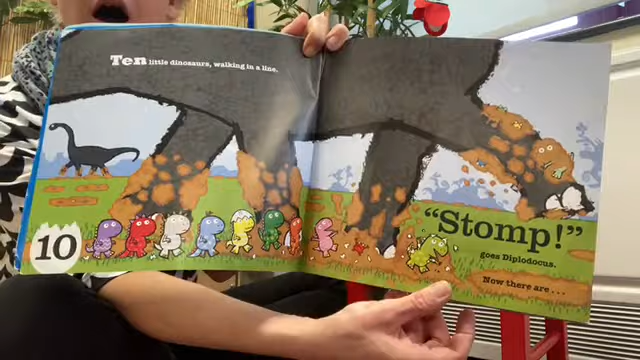 Ten little dinosaurs, walking in a line.
10
"Stomp!"
goes Diplodocus.
Now there are . . .